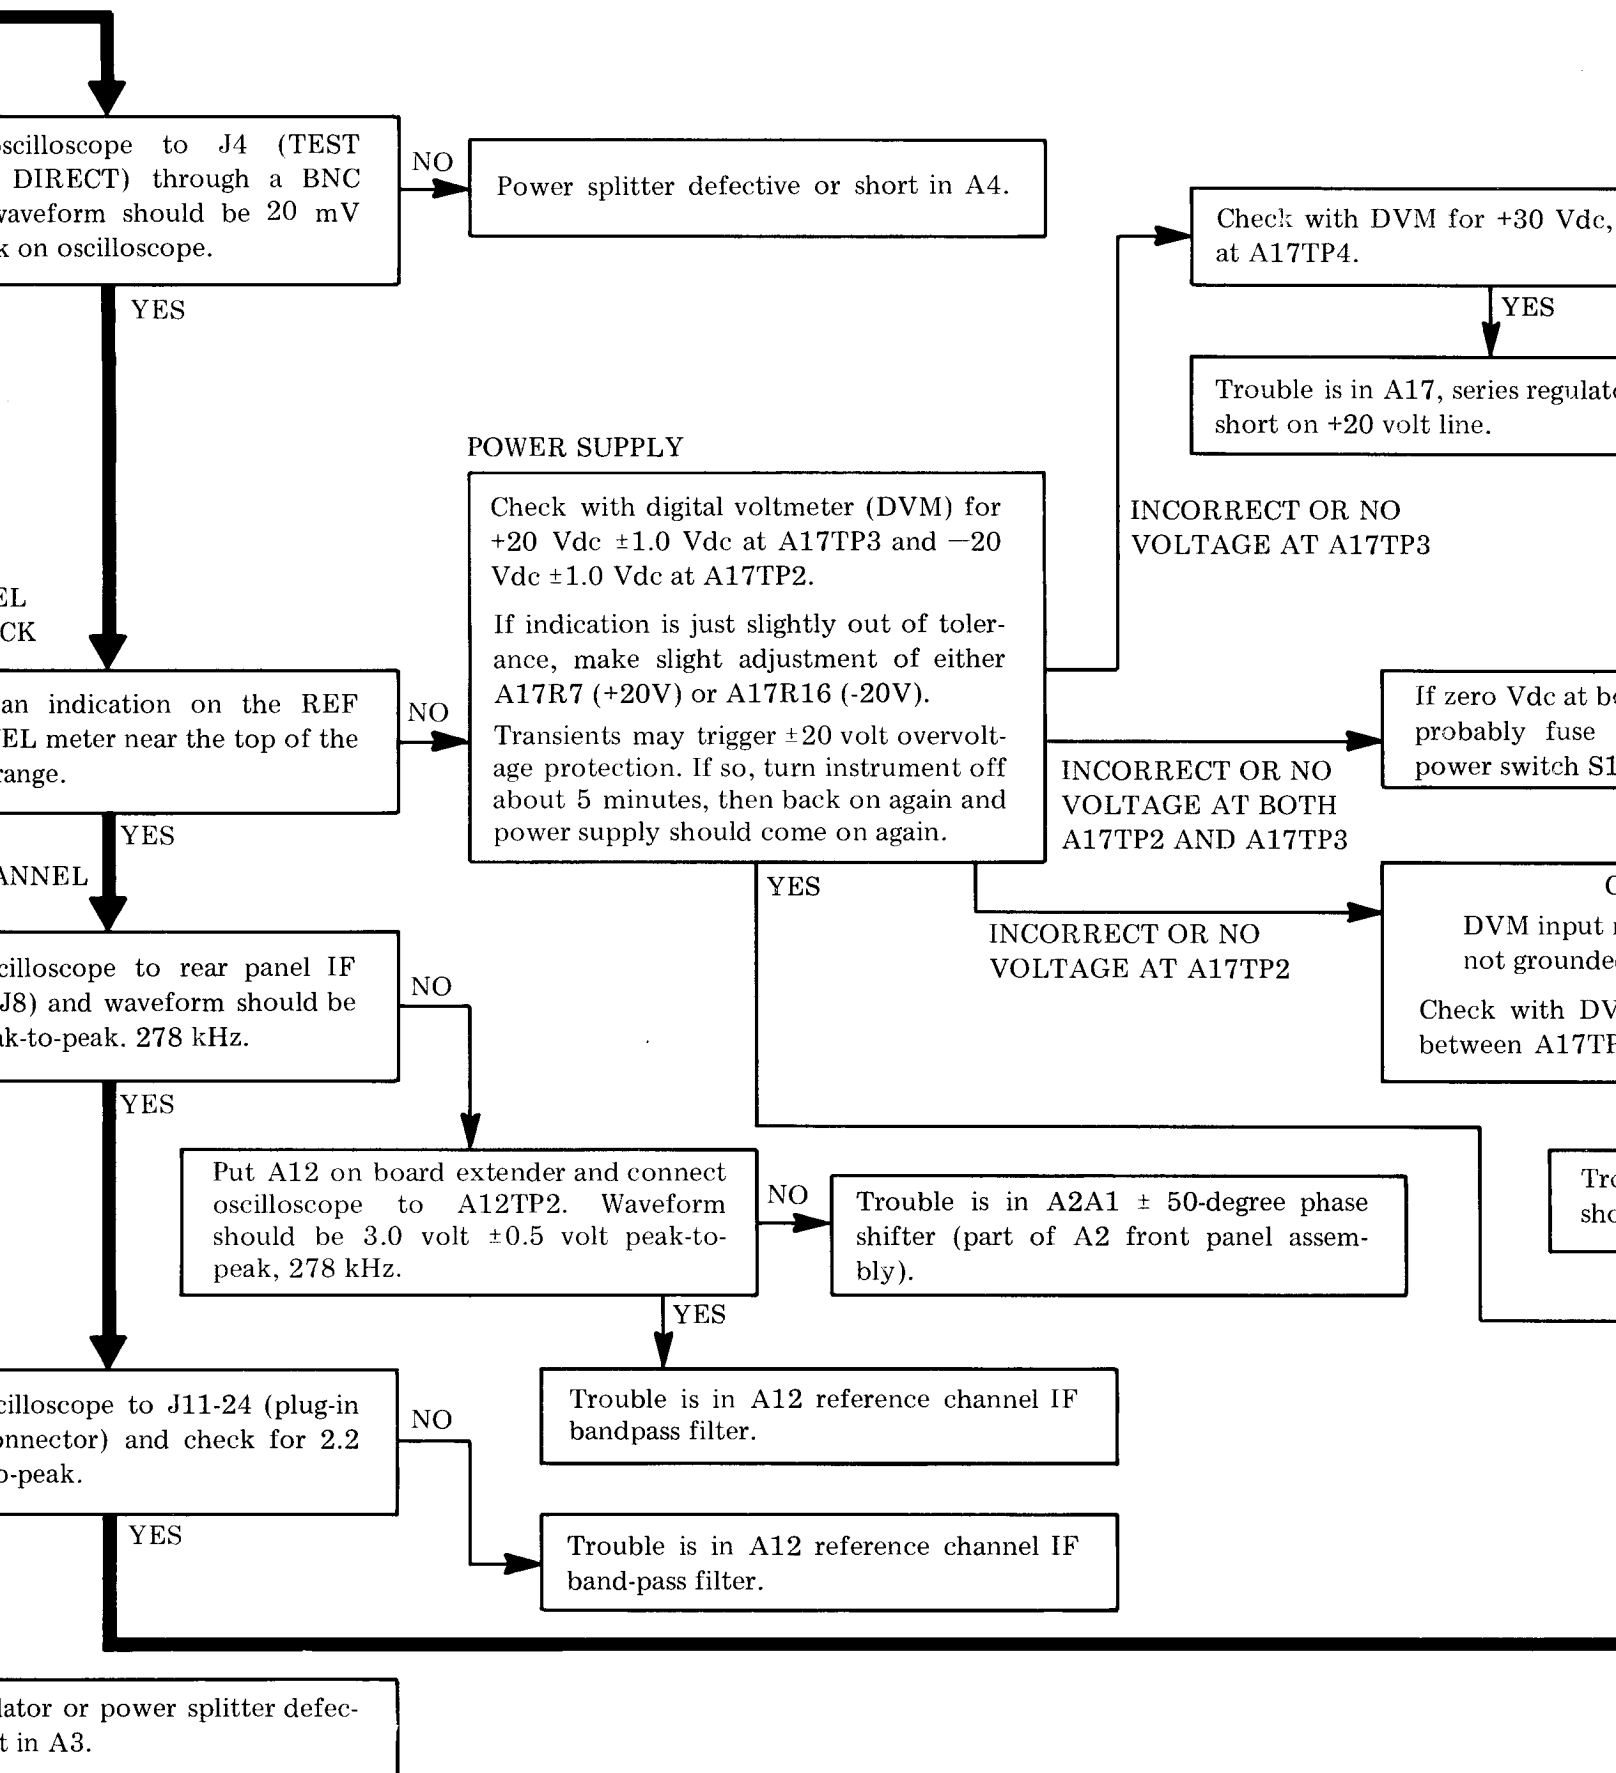 oscilloscope to J4 (TEST
DIRECT) through a BNC
waveform should be 20 mV
on oscilloscope.
NO
Power splitter defective or short in A4.
YES
Check with DVM for +30 Vdc,
at A17TP4.
YES
Trouble is in A17, series
short on +20 volt line.
POWER SUPPLY
Check with digital voltmeter (DVM) for
+20 Vdc ±1.0 Vdc at A17TP3 and —20
Vdc ±1.0 Vdc at A17TP2.
If indication is just slightly out of toler-
ance, make slight adjustment of either
A17R7 (+20V) or A17R16 (-20V).
Transients may trigger ±20 volt overvolt-
age protection. If so, turn instrument off
about 5 minutes, then back on again and
power supply should come on again.
INCORRECT OR NO
VOLTAGE AT A17TP3
an indication on the REF
meter near the top of the
range.
NO
YES
INCORRECT OR NO
VOLTAGE AT BOTH
A17TP2 AND A17TP3
If zero Vdc at
probably fuse
power switch S1
YES
INCORRECT OR NO
VOLTAGE AT A17TP2
DVM input
not
Check with
between
cilloscope to rear panel IF
J8) and waveform should be
ak-to-peak. 278 kHz.
NO
YES
Put A12 on board extender and connect
oscilloscope to A12TP2. Waveform
should be 3.0 volt ±0.5 volt peak-to-
peak, 278 kHz.
NO
Trouble is in A2A1 ± 50-degree phase
shifter (part of A2 front panel assem-
bly).
YES
Trouble is in A12 reference channel IF
bandpass filter.
cilloscope to J11-24 (plug-in
onnector) and check for 2.2
o-peak.
NO
YES
Trouble is in A12 reference channel IF
band-pass filter.
lator or power splitter defec-
t in A3.